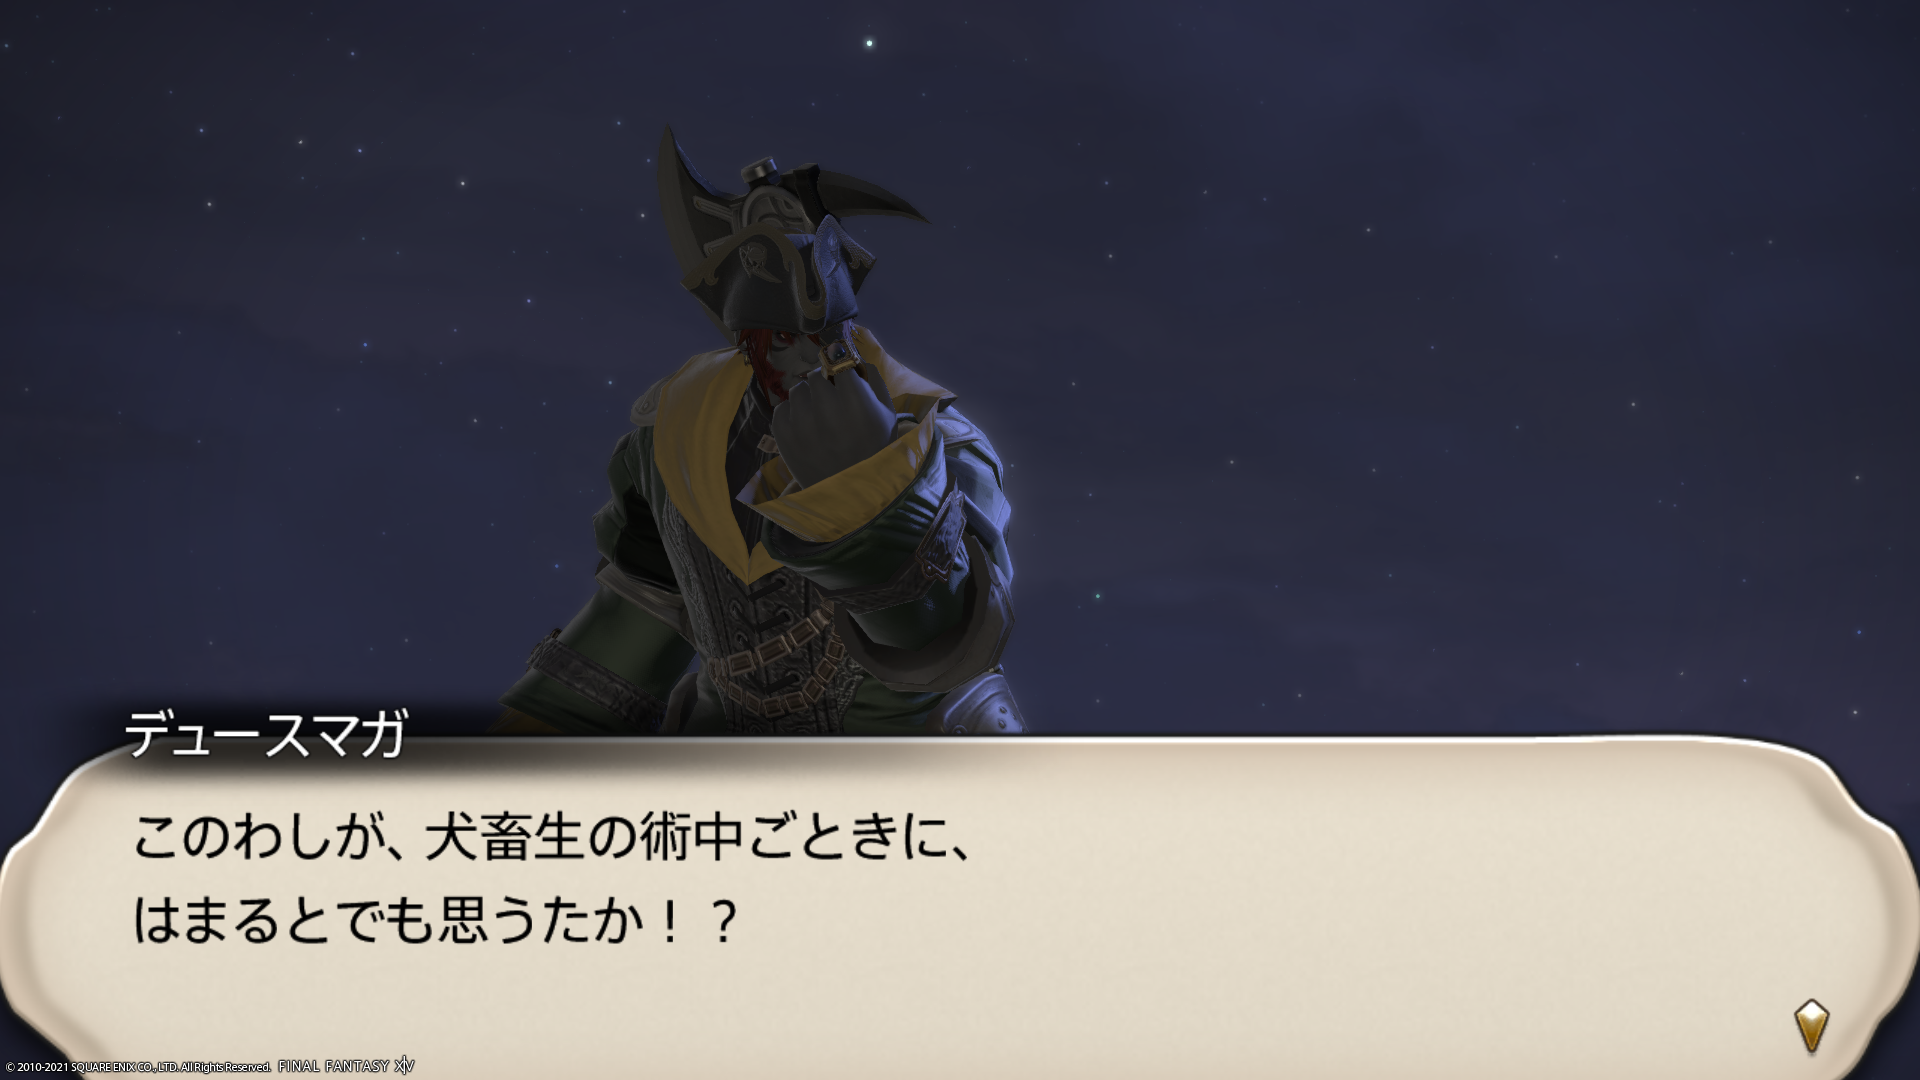 デュースマガ
このわしが、犬畜生の術中ごときに、
はまるとでも思うたか！？
© 2010-2021 SQUARE ENIX CO., LTD. All Rights Reserved. FINAL FANTASY XIV